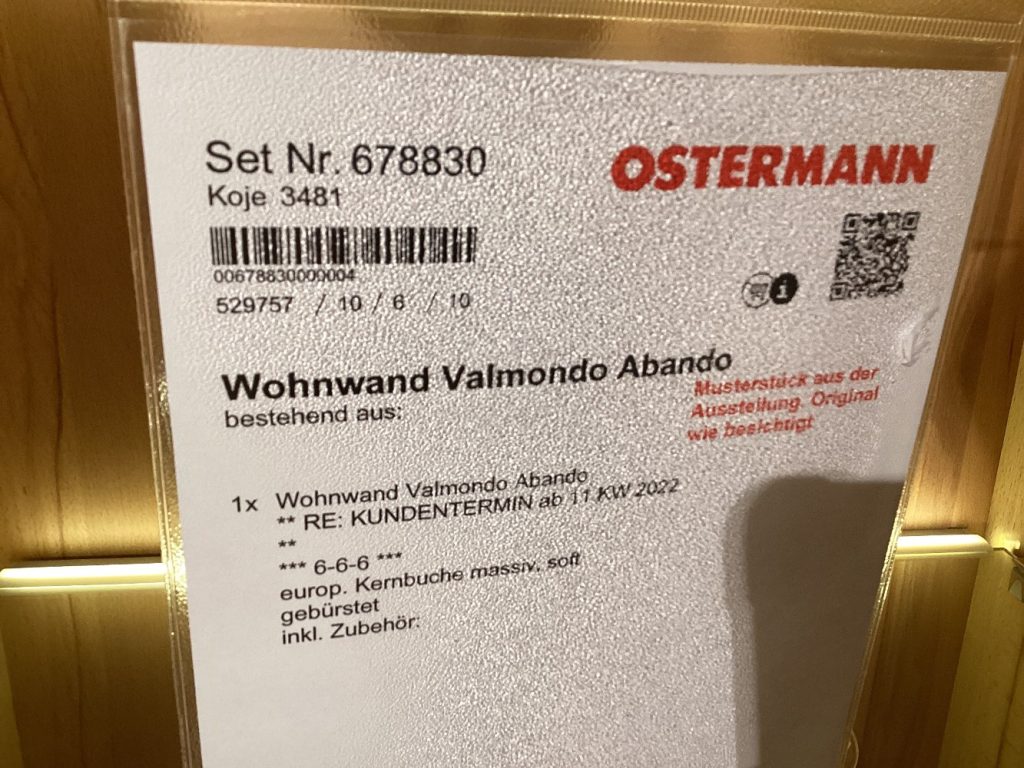 Set Nr. 678830
OSTERMANN
Koje 3481
00678830000004
529757 / 10 / 6 / 10
i
Wohnwand Valmondo Abando
bestehend aus:
Musterstück aus der
Ausstellung. Original
wie besichtigt
1x Wohnwand Valmondo Abando
** RE: KUNDENTERMIN ab 11 KW 2022
**
*** 6-6-6 ***
europ. Kernbuche massiv, soft
gebürstet
inkl. Zubehör: